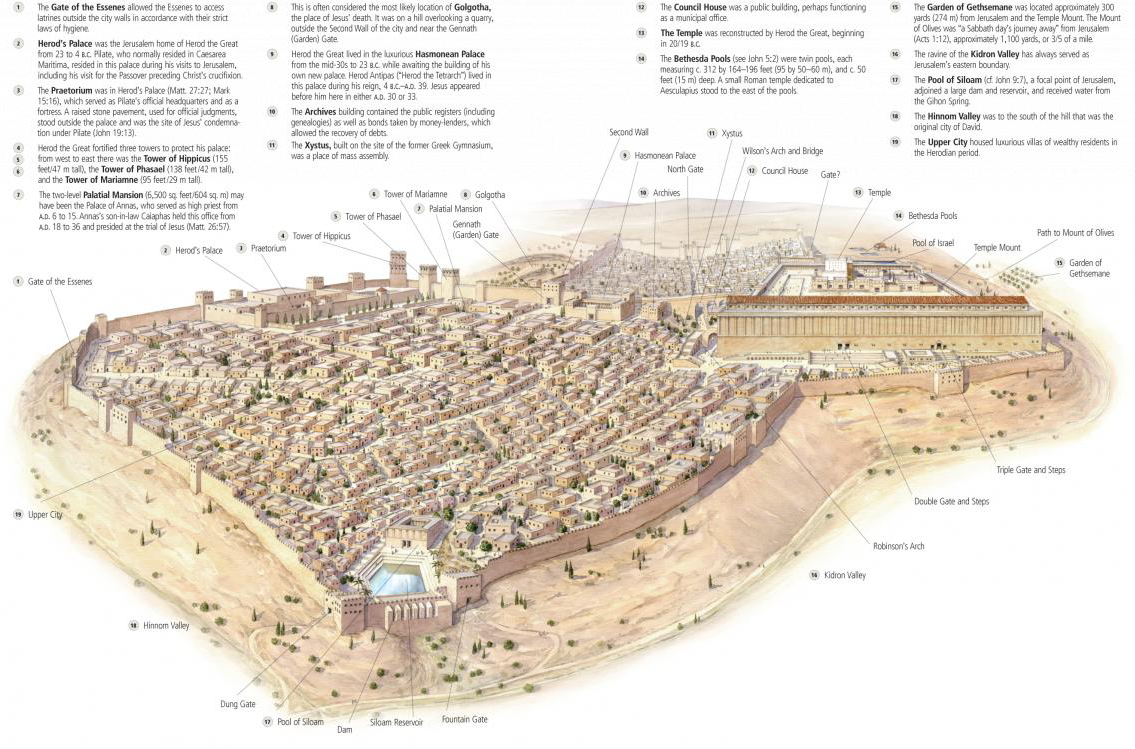 1 The Gate of the Essenes allowed the Essenes to access
latrines outside the city walls in accordance with their strict
laws of hygiene.
2 Herod's Palace was the Jerusalem home of Herod the Great
from 23 to 4 B.C. Pilate, who normally resided in Caesarea
Maritima, resided in this palace during his visits to Jerusalem,
including his visit for the Passover preceding Christ's crucifixion.
3 The Praetorium was in Herod's Palace (Matt. 27:27; Mark
15:16), which served as Pilate's official headquarters and as a
fortress. A raised stone pavement, used for official judgments,
stood outside the palace and was the site of Jesus' condemna-
tion under Pilate (John 19:13).
4 Herod the Great fortified three towers to protect his palace:
5 from west to east there was the Tower of Hippicus (155
6 feet/47 m tall), the Tower of Phasael (138 feet/42 m tall),
and the Tower of Mariamne (95 feet/29 m tall).
7 The two-level Palatial Mansion (6,500 sq. feet/604 sq. m) may
have been the Palace of Annas, who served as high priest from
A.D. 6 to 15. Annas's son-in-law Caiaphas held this office from
A.D. 18 to 36 and presided at the trial of Jesus (Matt. 26:57).
8 This is often considered the most likely location of Golgotha,
the place of Jesus' death. It was on a hill overlooking a quarry,
outside the Second Wall of the city and near the Gennath
(Garden) Gate.
9 Herod the Great lived in the luxurious Hasmonean Palace
from the mid-30s to 23 B.C. while awaiting the building of his
own new palace. Herod Antipas ("Herod the Tetrarch") lived in
this palace during his reign, 4 B.C.–A.D. 39. Jesus appeared
before him here in either A.D. 30 or 33.
10 The Archives building contained the public registers (including
genealogies) as well as bonds taken by money-lenders, which
allowed the recovery of debts.
11 The Xystus, built on the site of the former Greek Gymnasium,
was a place of mass assembly.
12 The Council House was a public building, perhaps functioning
as a municipal office.
13 The Temple was reconstructed by Herod the Great, beginning
in 20/19 B.C.
14 The Bethesda Pools (see John 5:2) were twin pools, each
measuring c. 312 by 164–196 feet (95 by 50–60 m), and c. 50
feet (15 m) deep. A small Roman temple dedicated to
Aesculapius stood to the east of the pools.
15 The Garden of Gethsemane was located approximately 300
yards (274 m) from Jerusalem and the Temple Mount. The Mount
of Olives was "a Sabbath day's journey away" from Jerusalem
(Acts 1:12), approximately 1,100 yards, or 3/5 of a mile.
16 The ravine of the Kidron Valley has always served as
Jerusalem's eastern boundary.
17 The Pool of Siloam (cf. John 9:7), a focal point of Jerusalem,
adjoined a large dam and reservoir, and received water from
the Gihon Spring.
18 The Hinnom Valley was to the south of the hill that was the
original city of David.
19 The Upper City housed luxurious villas of wealthy residents in
the Herodian period.
Second Wall
11 Xystus
9 Hasmonean Palace
Wilson's Arch and Bridge
North Gate
12 Council House
Gate?
10 Archives
13 Temple
6 Tower of Mariamne
8 Golgotha
7 Palatial Mansion
5 Tower of Phasael
14 Bethesda Pools
Gennath
(Garden) Gate
4 Tower of Hippicus
Path to Mount of Olives
Pool of Israel
Temple Mount
2 Herod's Palace
3 Praetorium
15 Garden of
Gethsemane
1 Gate of the Essenes
Triple Gate and Steps
Double Gate and Steps
19 Upper City
Robinson's Arch
16 Kidron Valley
18 Hinnom Valley
Dung Gate
17 Pool of Siloam
Dam
Siloam Reservoir
Fountain Gate